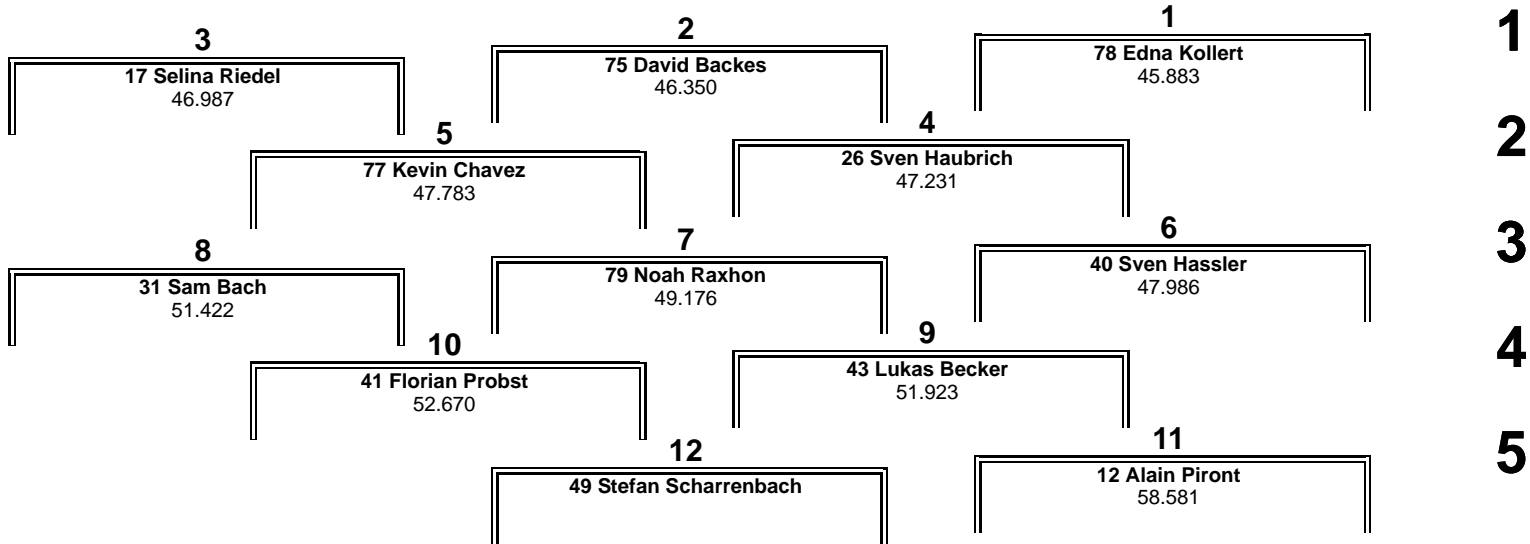 3
17 Selina Riedel
46.987
2
75 David Backes
46.350
1
78 Edna Kollert
45.883
1
5
77 Kevin Chavez
47.783
4
26 Sven Haubrich
47.231
2
8
31 Sam Bach
51.422
7
79 Noah Raxhon
49.176
6
40 Sven Hassler
47.986
3
10
41 Florian Probst
52.670
9
43 Lukas Becker
51.923
4
12
49 Stefan Scharrenbach
11
12 Alain Piront
58.581
5